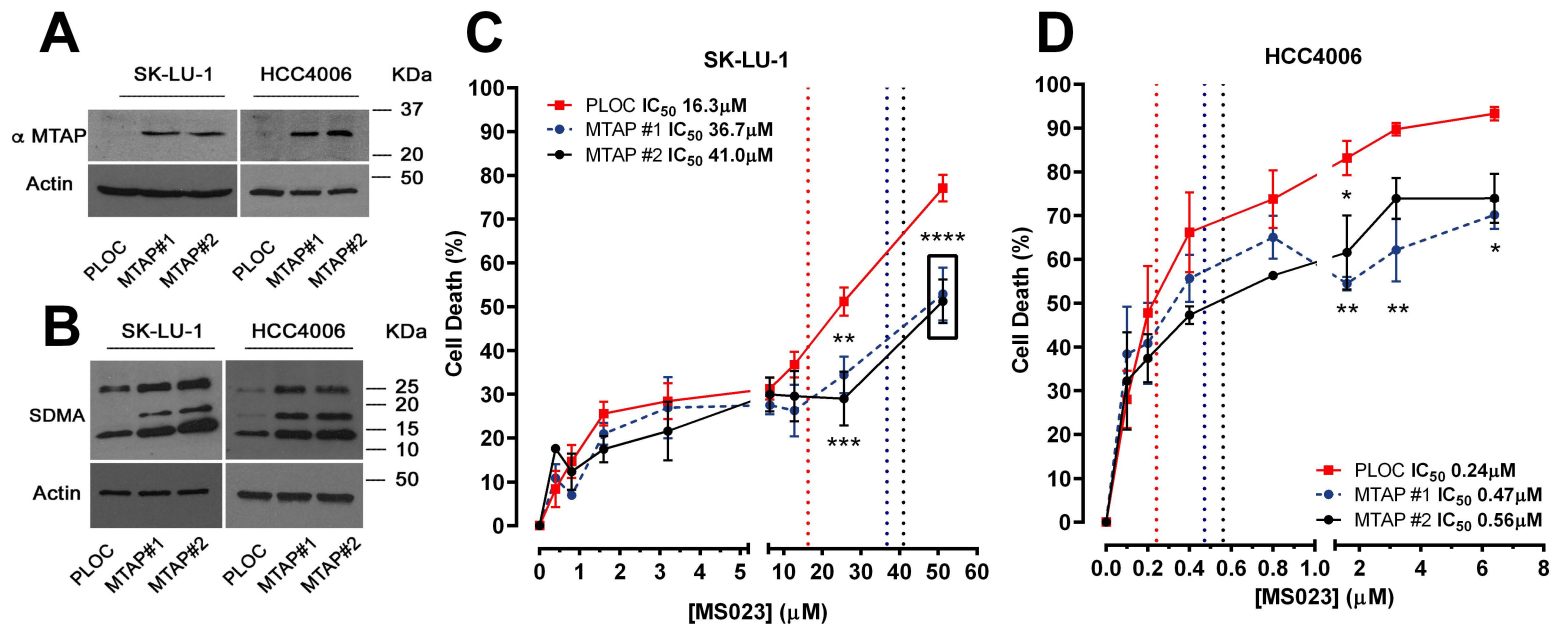 A
SK-LU-1 HCC4006 KDa
37
α MTAP
20
50
Actin
PLOC MTAP#1 MTAP#2 PLOC MTAP#1 MTAP#2
B
SK-LU-1 HCC4006 KDa
25
20
SDMA
15
10
50
Actin
PLOC MTAP#1 MTAP#2 PLOC MTAP#1 MTAP#2
C
SK-LU-1
PLOC IC50 16.3μM
MTAP #1 IC50 36.7μM
MTAP #2 IC50 41.0μM
Cell Death (%)
100
90
80
70
60
50
40
30
20
10
0
****
**
***
0 1 2 3 4 5 10 20 30 40 50 60
[MS023] (μM)
D
HCC4006
Cell Death (%)
100
90
80
70
60
50
40
30
20
10
0
*
*
** **
PLOC IC50 0.24μM
MTAP #1 IC50 0.47μM
MTAP #2 IC50 0.56μM
0.0 0.2 0.4 0.6 0.8 1.0 2 4 6 8
[MS023] (μM)